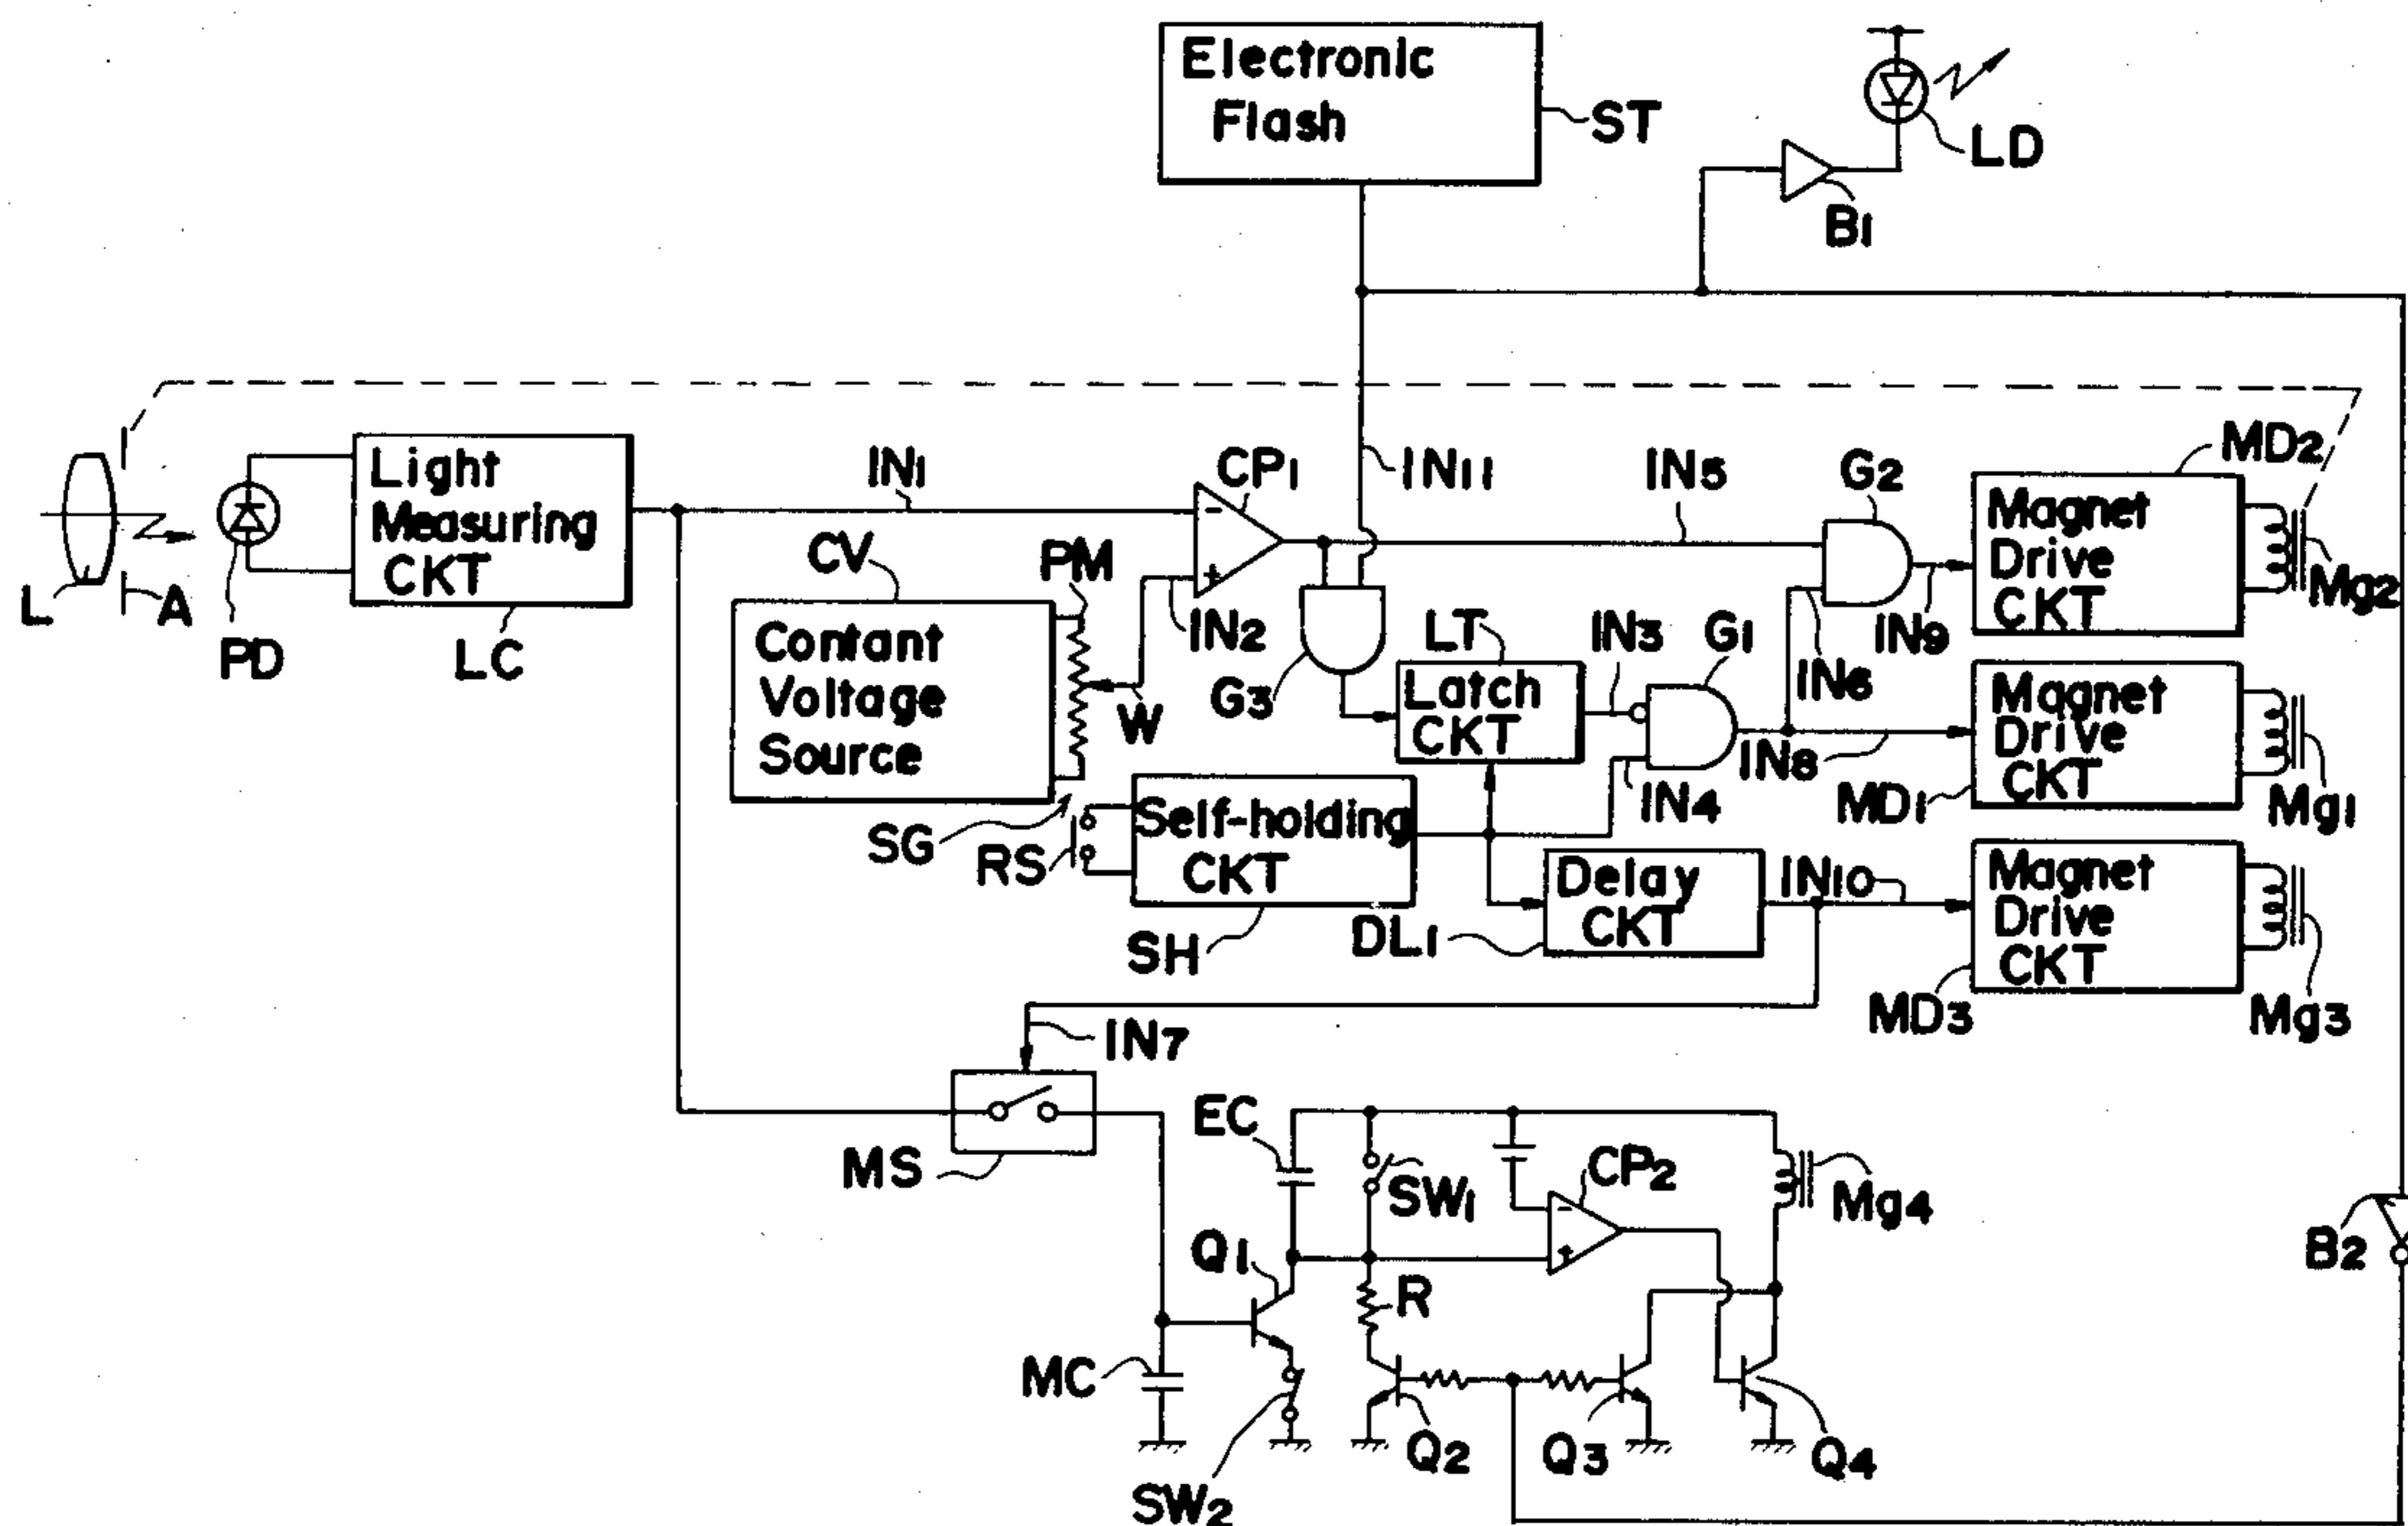 Electronic
Flash
ST
LD
B1
IN1
CP1
IN11
IN5
G2
MD2
Light
Measuring
CKT
Magnet
Drive
CKT
Mg2
L
A
PD
LC
CV
PM
IN2
LT
IN3
G1
IN6
IN9
Contant
Voltage
Source
W
G3
Latch
CKT
Magnet
Drive
CKT
IN8
MD1
Mg1
SG
RS
Self-holding
CKT
IN4
SH
DL1
Delay
CKT
IN10
Magnet
Drive
CKT
MD3
Mg3
IN7
MS
EC
SW1
CP2
Mg4
B2
Q1
R
MC
SW2
Q2
Q3
Q4
-
+
-
+